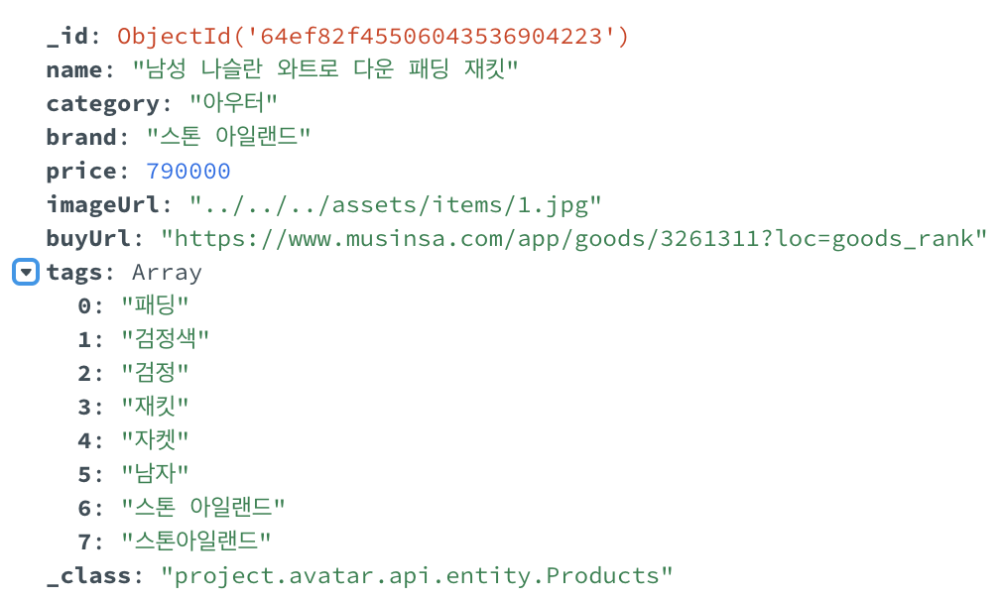 _id: ObjectId('64ef82f45506043536904223')
name: "남성 나슬란 와트로 다운 패딩 재킷"
category: "아우터"
brand: "스톤 아일랜드"
price: 790000
imageUrl: "../../../assets/items/1.jpg"
buyUrl: "https://www.musinsa.com/app/goods/3261311?loc=goods_rank"
tags: Array
0: "패딩"
1: "검정색"
2: "검정"
3: "재킷"
4: "자켓"
5: "남자"
6: "스톤 아일랜드"
7: "스톤아일랜드"
_class: "project.avatar.api.entity.Products"